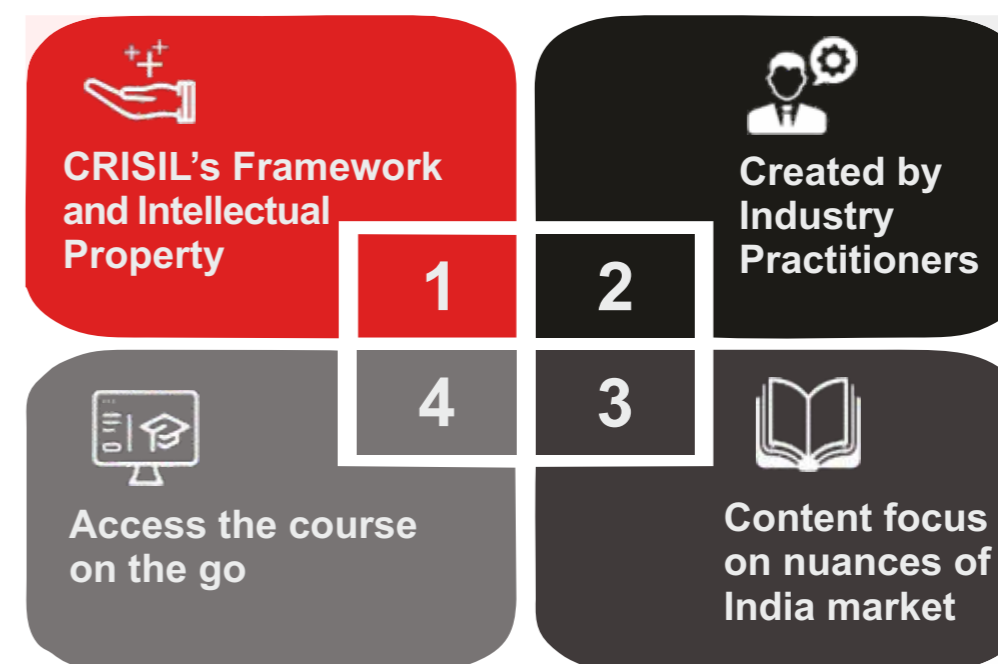 CRISIL’s Framework
and Intellectual
Property
1
Created by
Industry
Practitioners
2
3
Content focus
on nuances of
India market
4
Access the course
on the go